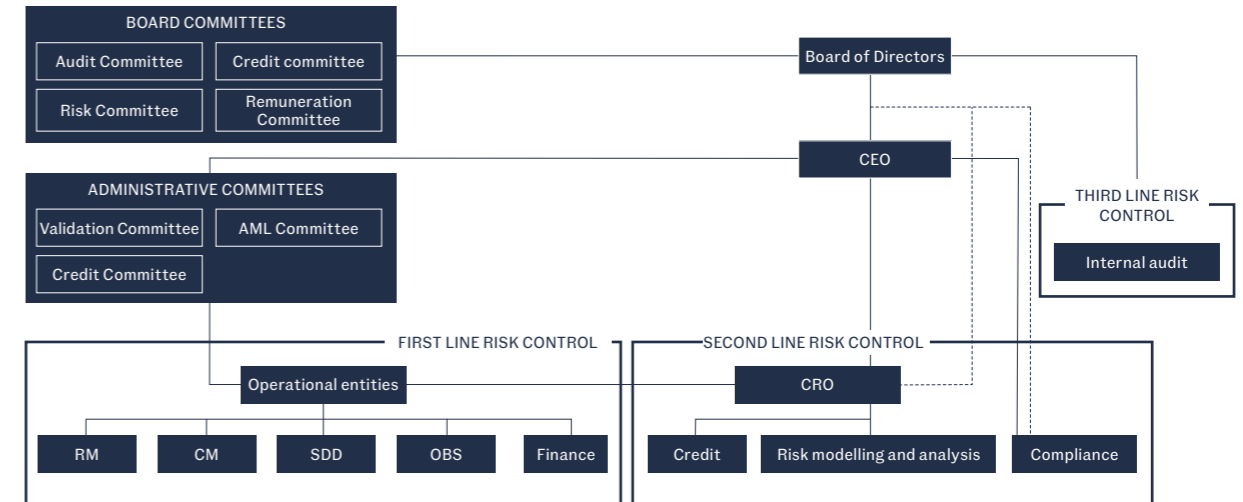 BOARD COMMITTEES
Audit Committee
Credit committee
Risk Committee
Remuneration
Committee
Board of Directors
CEO
ADMINISTRATIVE COMMITTEES
Validation Committee
AML Committee
Credit Committee
THIRD LINE RISK
CONTROL
Internal audit
FIRST LINE RISK CONTROL
Operational entities
RM
CM
SDD
OBS
Finance
SECOND LINE RISK CONTROL
CRO
Credit
Risk modelling and analysis
Compliance